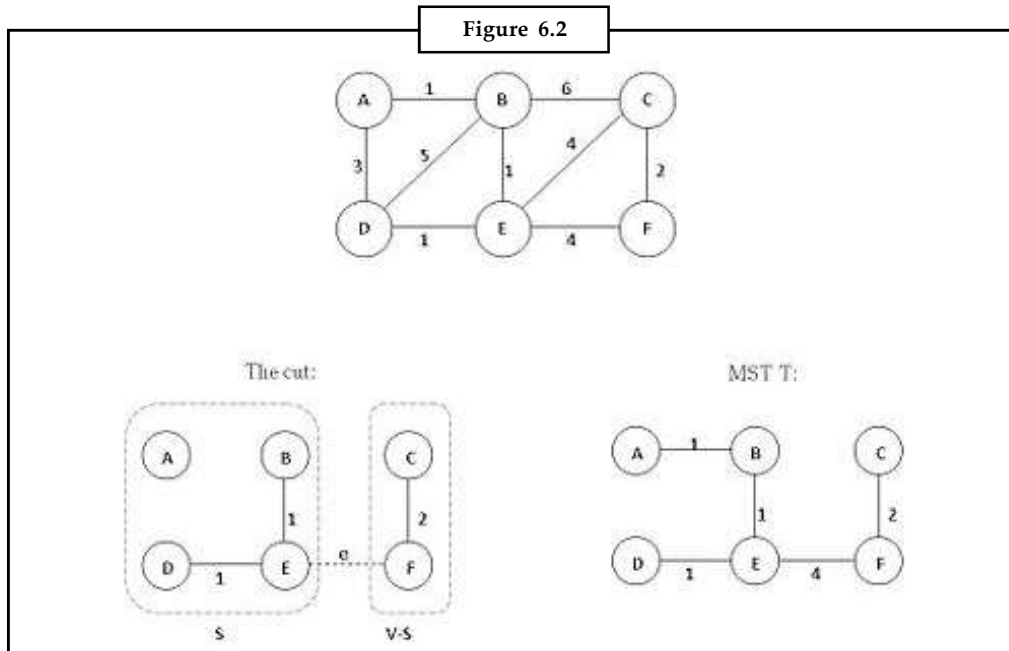 Figure 6.2
A 1 B 6 C
3 5 1 4 2
D 1 E 4 F
The cut:
MST T:
A B C
1 2
D 1 E e F
S V-S
A 1 B C
1 2
D 1 E 4 F